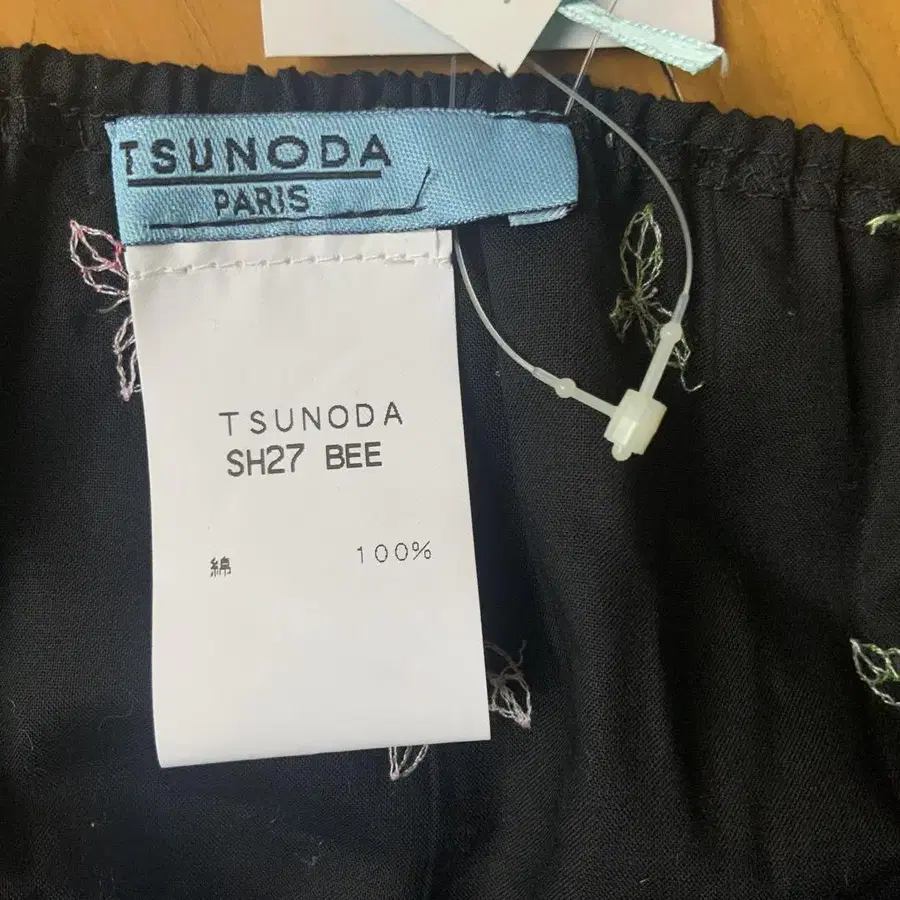 TSUNODA
PARIS
TSUNODA
SH27 BEE
綿 100%